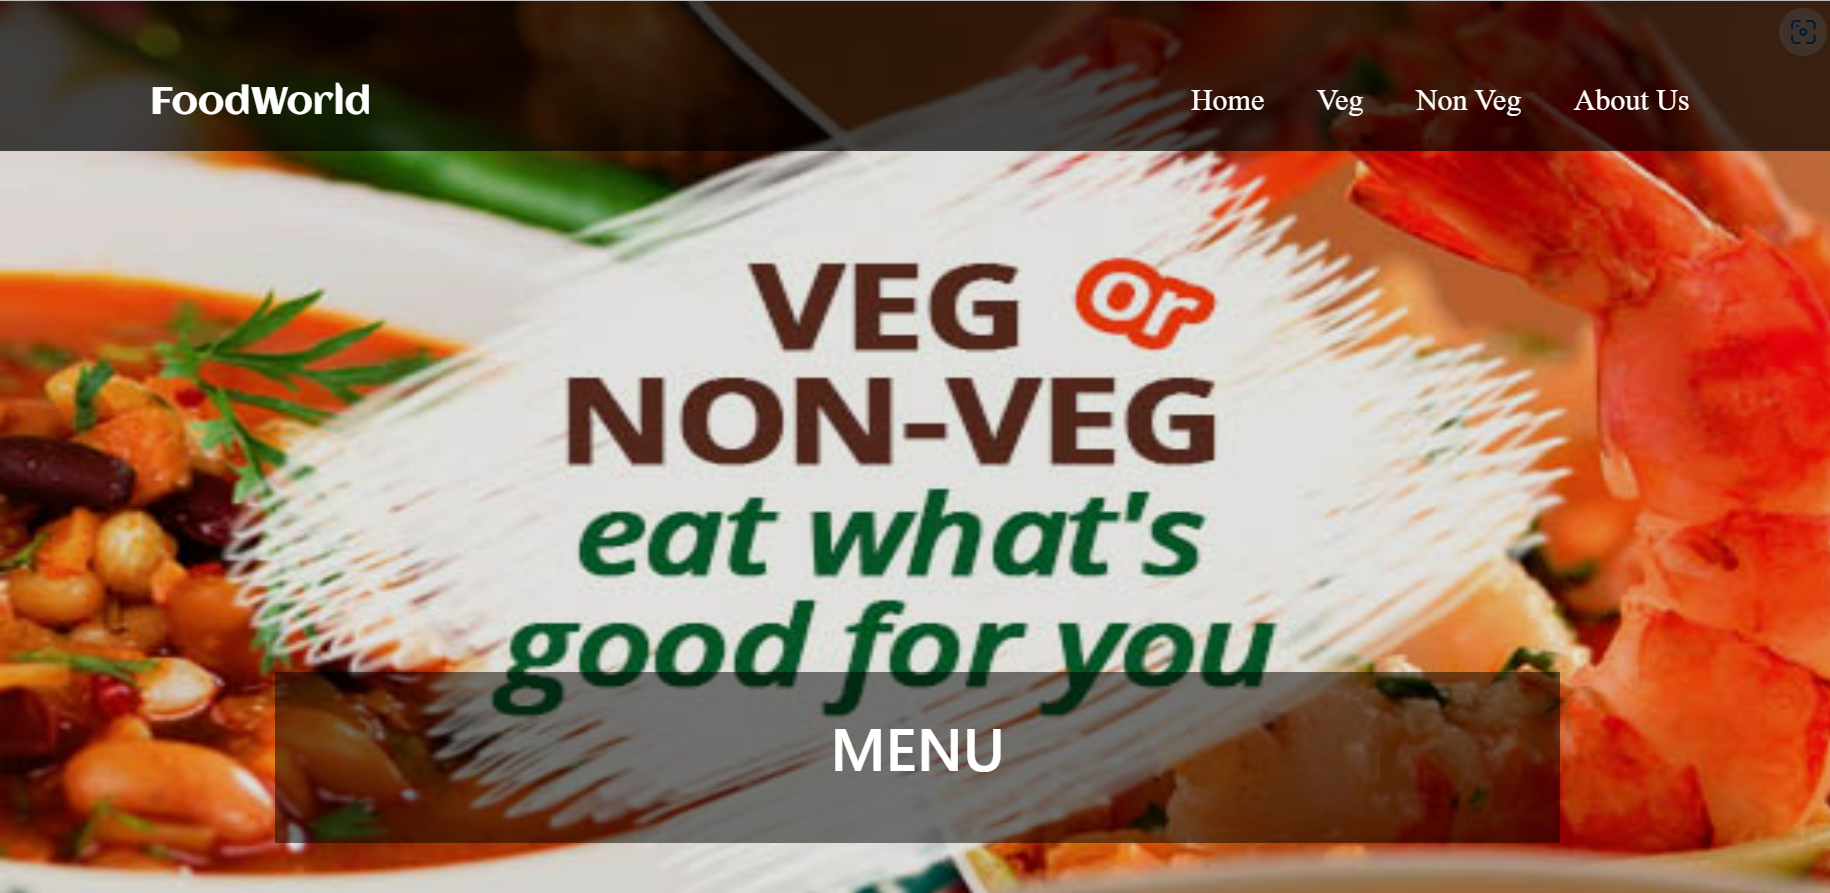 FoodWorld
Home Veg Non Veg About Us
VEG or
NON-VEG
eat what's
good for you
MENU